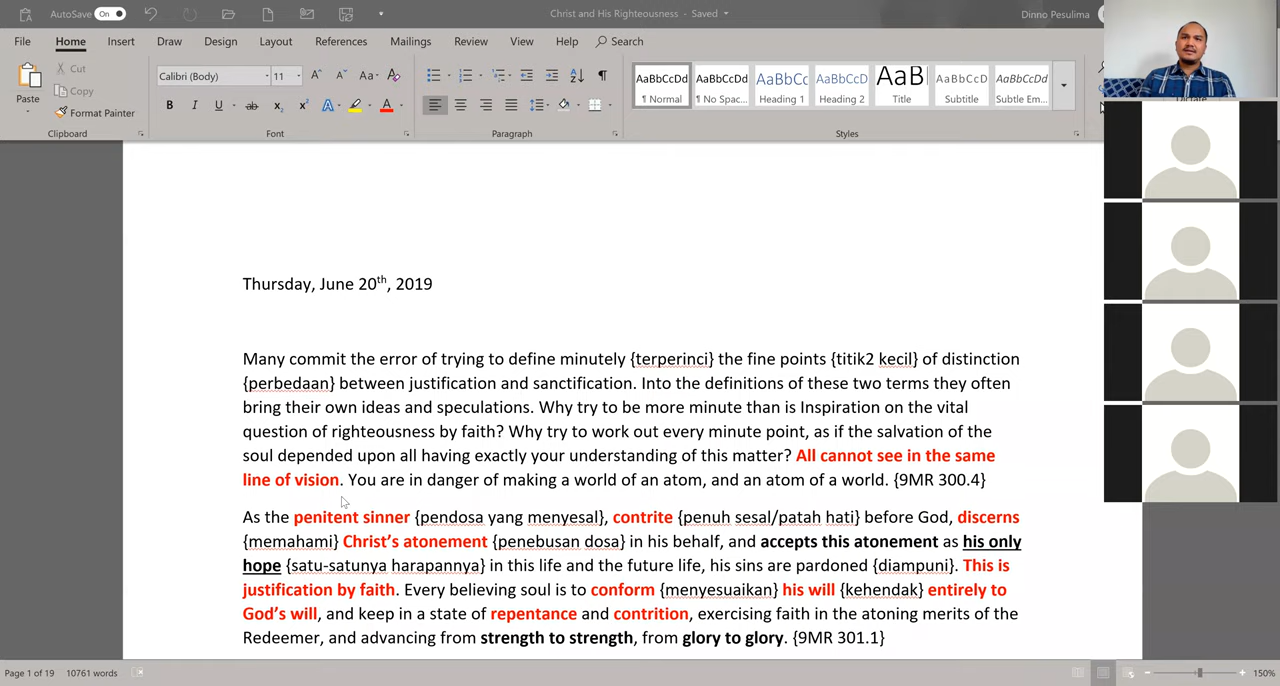 AutoSave On
Christ and His Righteousness - Saved
Dinno Pesulima
File Home Insert Draw Design Layout References Mailings Review View Help Search
Paste
Cut
Copy
Format Painter
Calibri (Body) 11
AaBbCcDd AaBbCcDd AaBbCc AaBbCcD AaB AaBbCcD AaBbCcDd
¶ Normal ¶ No Spac... Heading 1 Heading 2 Title Subtitle Subtle Em...
Clipboard Font Paragraph Styles
Thursday, June 20th, 2019
Many commit the error of trying to define minutely {terperinci} the fine points {titik2 kecil} of distinction
{perbedaan} between justification and sanctification. Into the definitions of these two terms they often
bring their own ideas and speculations. Why try to be more minute than is Inspiration on the vital
question of righteousness by faith? Why try to work out every minute point, as if the salvation of the
soul depended upon all having exactly your understanding of this matter? All cannot see in the same
line of vision. You are in danger of making a world of an atom, and an atom of a world. {9MR 300.4}
As the penitent sinner {pendosa yang menyesal}, contrite {penuh sesal/patah hati} before God, discerns
{memahami} Christ's atonement {penebusan dosa} in his behalf, and accepts this atonement as his only
hope {satu-satunya harapannya} in this life and the future life, his sins are pardoned {diampuni}. This is
justification by faith. Every believing soul is to conform {menyesuaikan} his will {kehendak} entirely to
God's will, and keep in a state of repentance and contrition, exercising faith in the atoning merits of the
Redeemer, and advancing from strength to strength, from glory to glory. {9MR 301.1}
Page 1 of 19 10761 words
150%